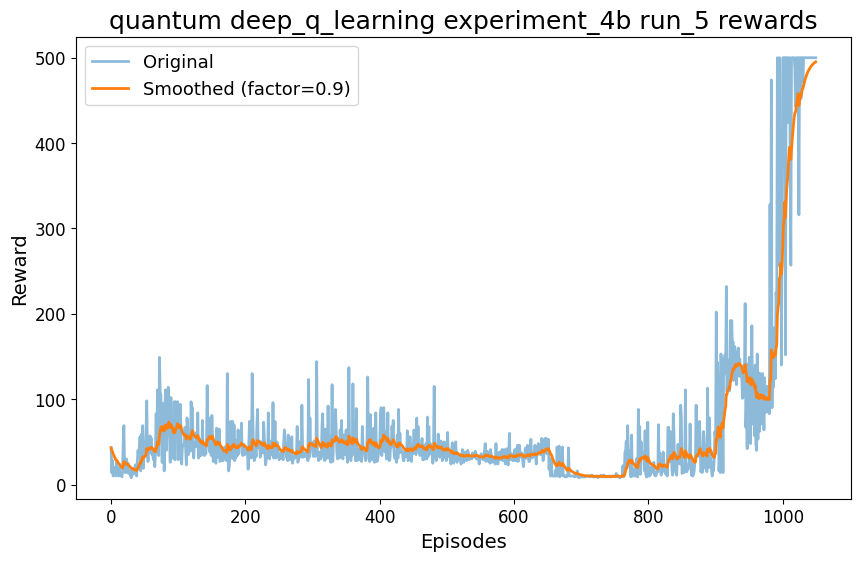 quantum deep_q_learning experiment_4b run_5 rewards
Original
Smoothed (factor=0.9)
Reward
500
400
300
200
100
0
0 200 400 600 800 1000
Episodes